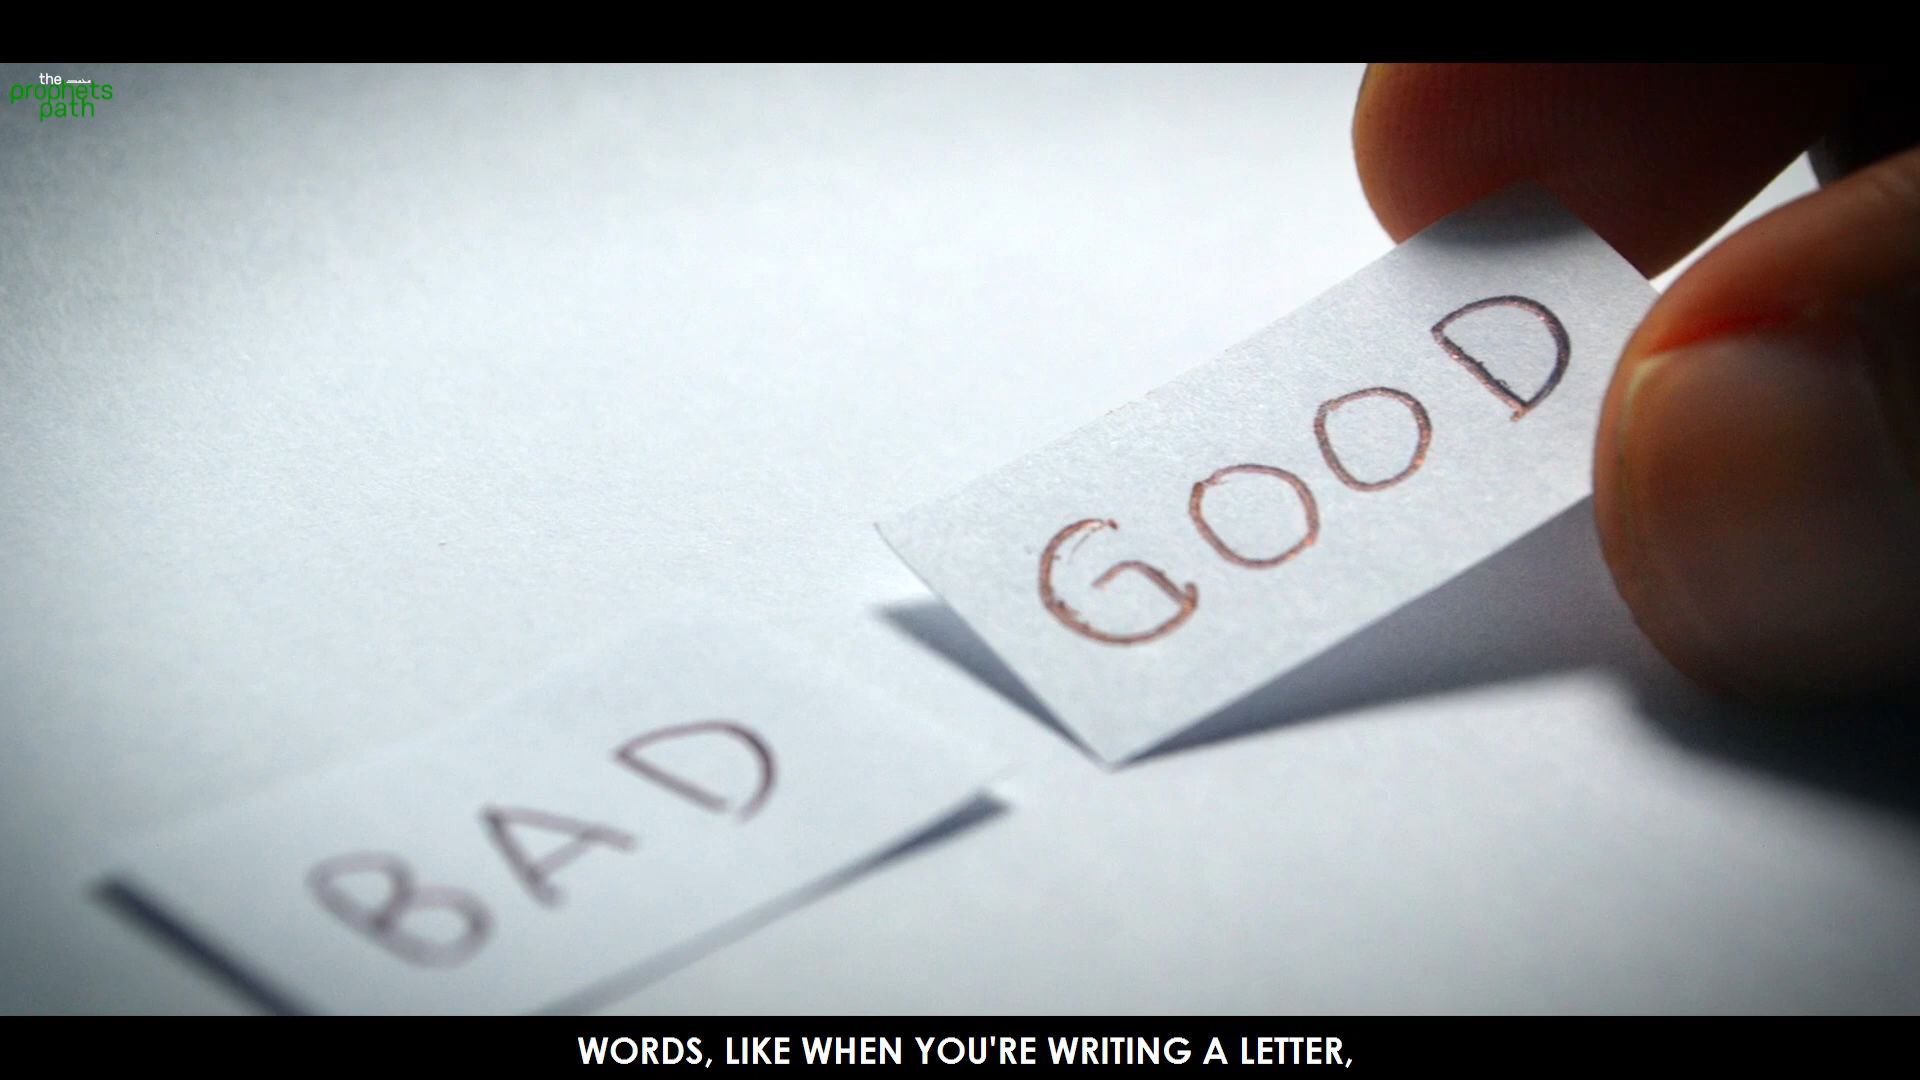 the
prophets
path
GOOD
BAD
WORDS, LIKE WHEN YOU'RE WRITING A LETTER,